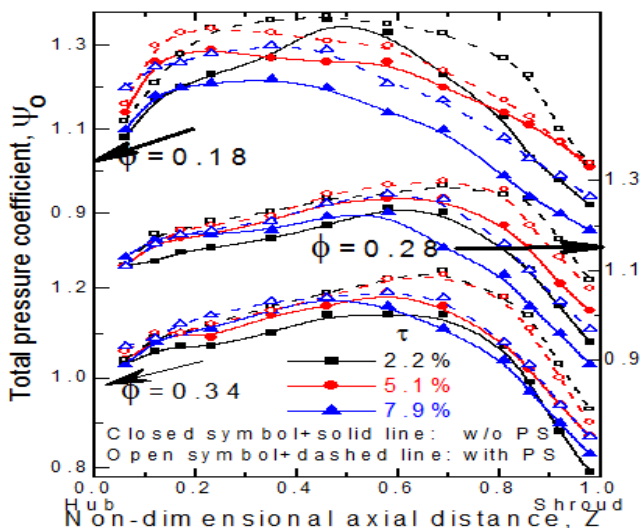 Total pressure coefficient, Ψ0
1.3
1.1
0.9
1.2
1.0
0.8
ϕ=0.18
ϕ=0.28
ϕ=0.34
1.3
1.1
0.9
τ
2.2%
5.1%
7.9%
Closed symbol+solid line: w/o PS
Open symbol+dashed line: with PS
0.0 0.2 0.4 0.6 0.8 1.0
Hub Shroud
Non-dimensional axial distance, Z